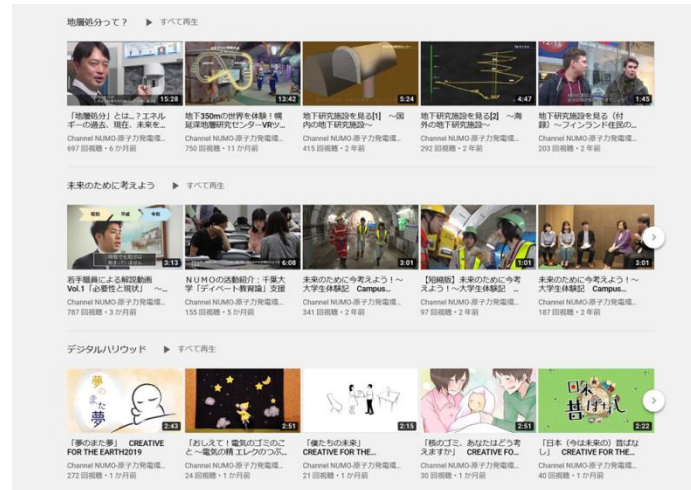 地層処分って？ ▶ すべて再生
15:28
13:42
5:24
4:47
1:45
「地層処分」とは…？エネル
ギーの過去、現在、未来を...
Channel NUMO-原子力発電環...
697 回視聴・6 か月前
地下350mの世界を体験！幌
延深地層研究センターVRツ...
Channel NUMO-原子力発電環...
750 回視聴・11 か月前
地下研究施設を見る[1] ～国
内の地下研究施設～
Channel NUMO-原子力発電環...
415 回視聴・2 年前
地下研究施設を見る[2] ～海
外の地下研究施設～
Channel NUMO-原子力発電環...
292 回視聴・2 年前
地下研究施設を見る（付
録）～フィンランド住民の...
Channel NUMO-原子力発電環...
203 回視聴・2 年前
未来のために考えよう ▶ すべて再生
昭和 平成 令和
3:13
6:08
3:01
1:01
3:01
若手職員による解説動画
Vol.1「必要性と現状」 ～...
Channel NUMO-原子力発電環...
787 回視聴・3 か月前
ＮＵＭＯの活動紹介：千葉大
学「ディベート教育論」支援
Channel NUMO-原子力発電環...
155 回視聴・5 か月前
未来のために今考えよう！～
大学生体験記 Campus...
Channel NUMO-原子力発電環...
341 回視聴・2 年前
【短縮版】未来のために今考
えよう！～大学生体験記 ...
Channel NUMO-原子力発電環...
97 回視聴・2 年前
未来のために今考えよう！～
大学生体験記 Campus...
Channel NUMO-原子力発電環...
187 回視聴・2 年前
デジタルハリウッド ▶ すべて再生
夢のまた夢
2:43
2:51
2:15
2:51
日本昔ばなし
2:22
「夢のまた夢」 CREATIVE
FOR THE EARTH2019
Channel NUMO-原子力発電環...
272 回視聴・1 か月前
「おしえて！電気のゴミのこ
と ～電気の精 エレクのつぶ...
Channel NUMO-原子力発電環...
24 回視聴・1 か月前
「僕たちの未来」
CREATIVE FOR THE...
Channel NUMO-原子力発電環...
21 回視聴・1 か月前
「核のゴミ、あなたはどう考
えますか」 CREATIVE FO...
Channel NUMO-原子力発電環...
30 回視聴・1 か月前
「日本（今は未来の）昔ばな
し」 CREATIVE FOR THE...
Channel NUMO-原子力発電環...
40 回視聴・1 か月前